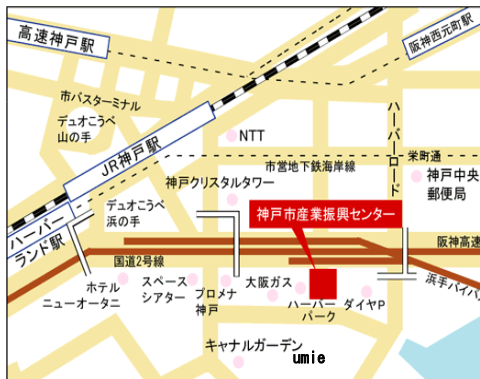 高速神戸駅
阪神西元町駅
市バスターミナル
デュオこうべ
山の手
JR神戸駅
NTT
ハーバーロード
栄町通
市営地下鉄海岸線
神戸中央
郵便局
神戸クリスタルタワー
デュオこうべ
浜の手
神戸市産業振興センター
ハーバー
ランド駅
阪神高速
国道2号線
ホテル
ニューオータニ
スペース
シアター
プロメナ
神戸
大阪ガス
ハーバー
パーク
ダイヤP
浜手バイパ
キャナルガーデン
umie